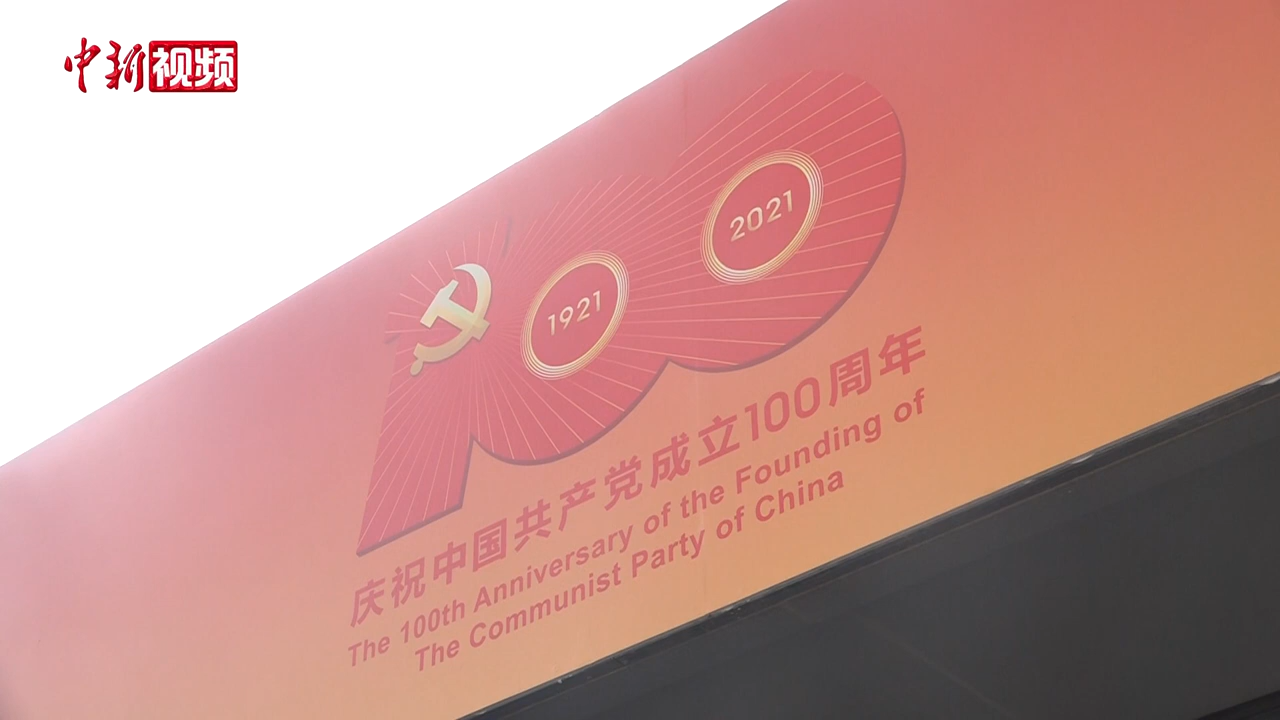 中新视频
1921
2021
庆祝中国共产党成立100周年
The 100th Anniversary of the Founding of
The Communist Party of China